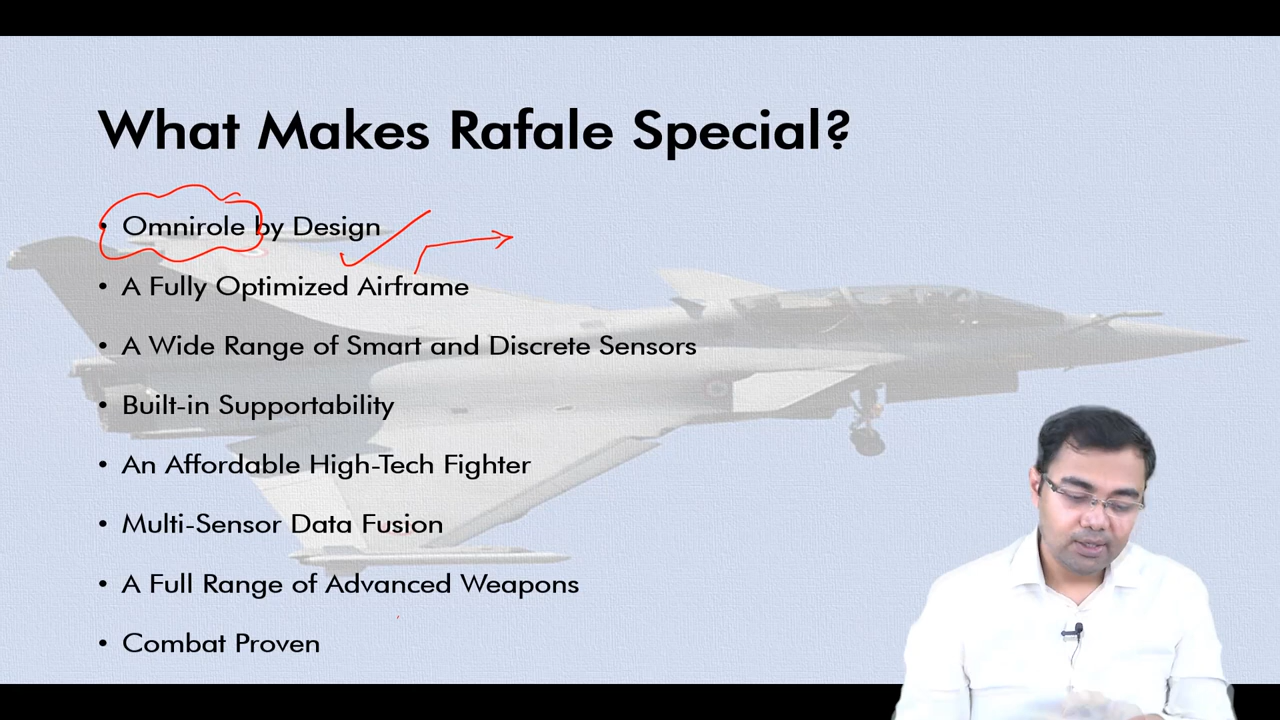 What Makes Rafale Special?
• Omnirole by Design
• A Fully Optimized Airframe
• A Wide Range of Smart and Discrete Sensors
• Built-in Supportability
• An Affordable High-Tech Fighter
• Multi-Sensor Data Fusion
• A Full Range of Advanced Weapons
• Combat Proven